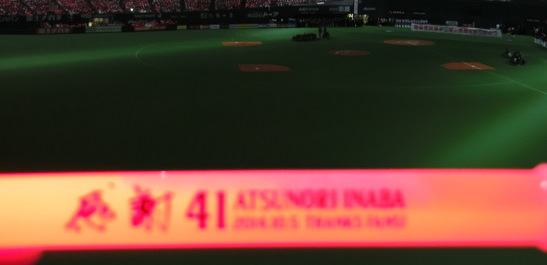 感謝 41 ATSUNORI INABA
2014.10.5 THANKS FANS!